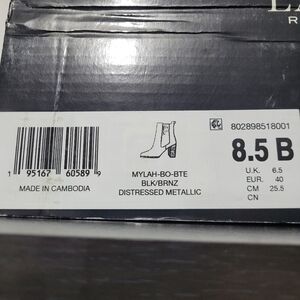 802898518001
8.5 B
U.K. 6.5
EUR. 40
CM 25.5
CN
1 95167 60589 9
MADE IN CAMBODIA
MYLAH-BO-BTE
BLK/BRNZ
DISTRESSED METALLIC